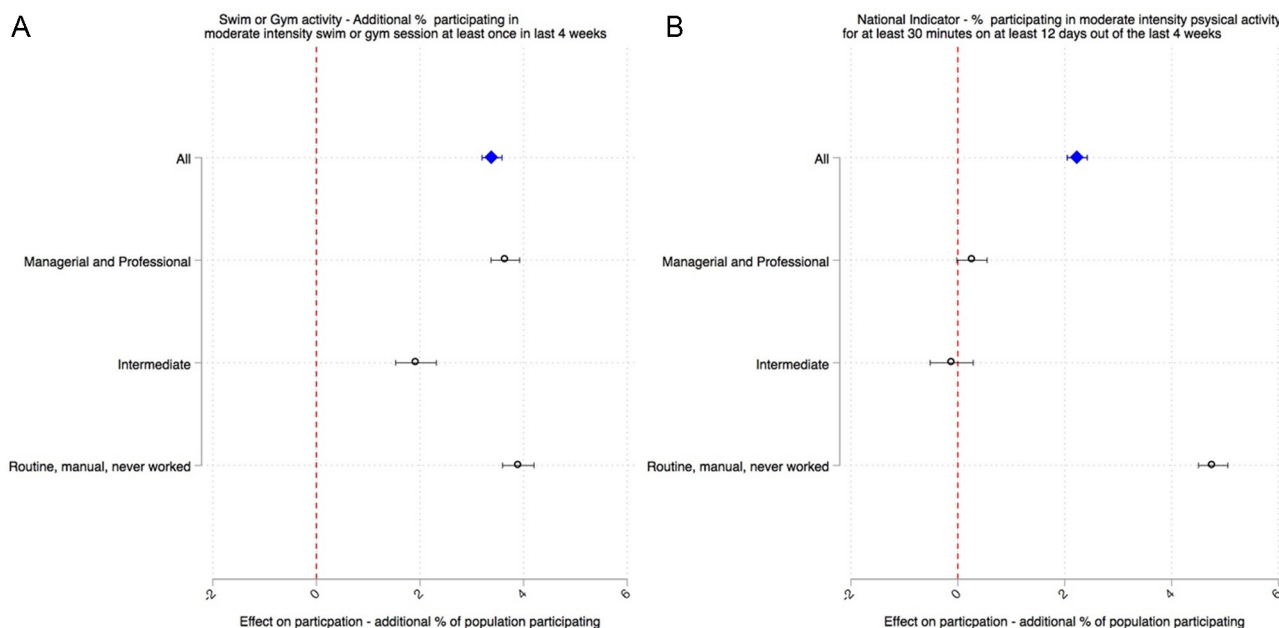 A
Swim or Gym activity - Additional % participating in
moderate intensity swim or gym session at least once in last 4 weeks
All
Managerial and Professional
Intermediate
Routine, manual, never worked
-2
0
2
4
6
Effect on particpation - additional % of population participating
B
National Indicator - % participating in moderate intensity psysical activity
for at least 30 minutes on at least 12 days out of the last 4 weeks
All
Managerial and Professional
Intermediate
Routine, manual, never worked
-2
0
2
4
6
Effect on partcipation - additional % of population participating